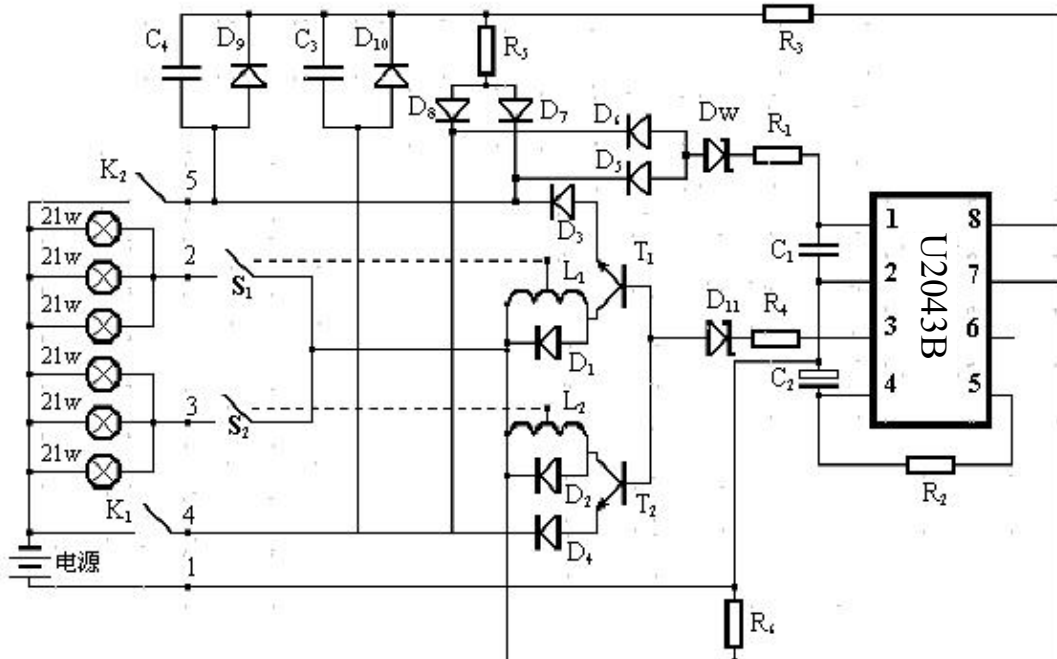 C₄ D₉ C₃ D₁₀ R₅ R₃
D₈ D₇ D₆ DW R₁
K₂ 5 D₅
21w D₃ T₁ 1 8
2 S₁ L₁ C₁ U2043B
21w 2 7
21w D₁ D₁₁ R₄ 3 6
21w L₂ C₂ 4 5
3 S₂
21w D₂ T₂ R₂
21w
K₁ 4 D₄
电源 1
R₆